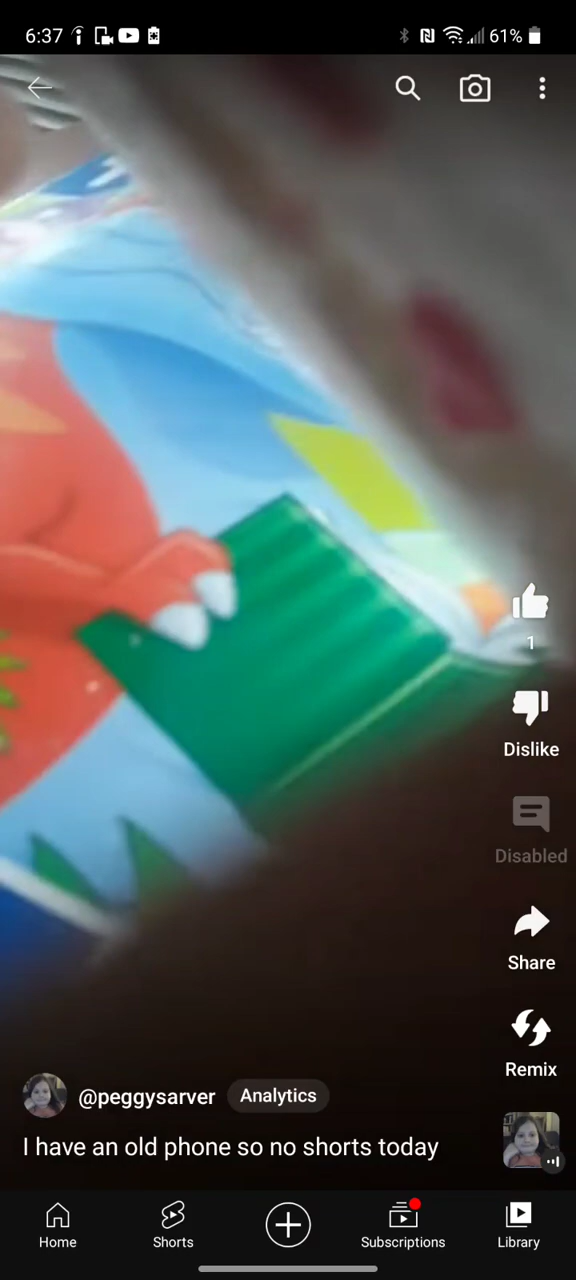 6:37 61%
1
Dislike
Disabled
Share
Remix
@peggysarver Analytics
I have an old phone so no shorts today
Home Shorts Subscriptions Library